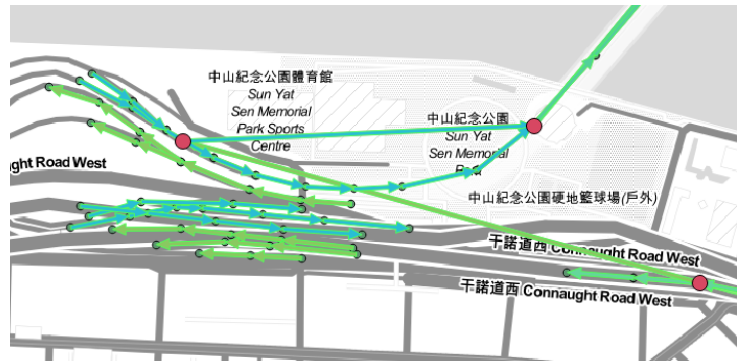 中山紀念公園體育館
Sun Yat
Sen Memorial
Park Sports
Centre
中山紀念公園
Sun Yat
Sen Memorial
Park
中山紀念公園硬地籃球場(戶外)
ught Road West
干諾道西 Connaught Road West
干諾道西 Connaught Road West